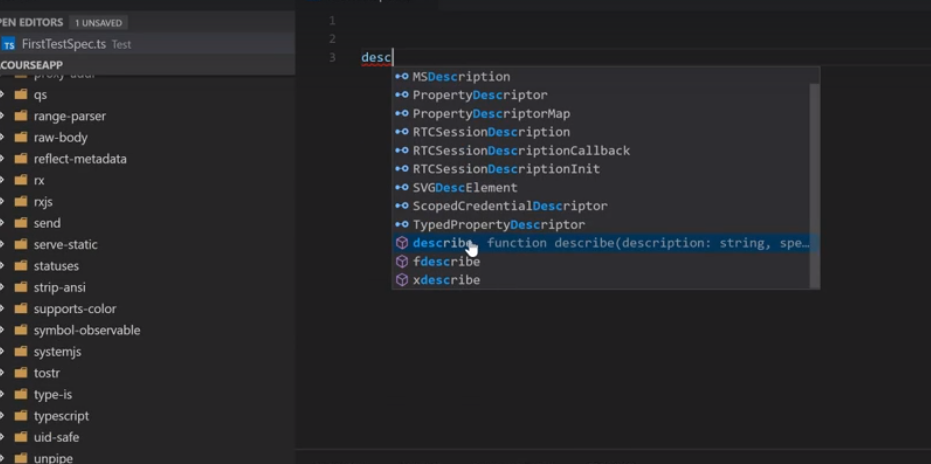 PEN EDITORS 1 UNSAVED
TS FirstTestSpec.ts Test
COURSEAPP
proxy-addr
qs
range-parser
raw-body
reflect-metadata
rx
rxjs
send
serve-static
statuses
strip-ansi
supports-color
symbol-observable
systemjs
tostr
type-is
typescript
uid-safe
unpipe
1
2
3 desc
MSDescription
PropertyDescriptor
PropertyDescriptorMap
RTCSessionDescription
RTCSessionDescriptionCallback
RTCSessionDescriptionInit
SVGDescElement
ScopedCredentialDescriptor
TypedPropertyDescriptor
describe function describe(description: string, spe…
fdescribe
xdescribe